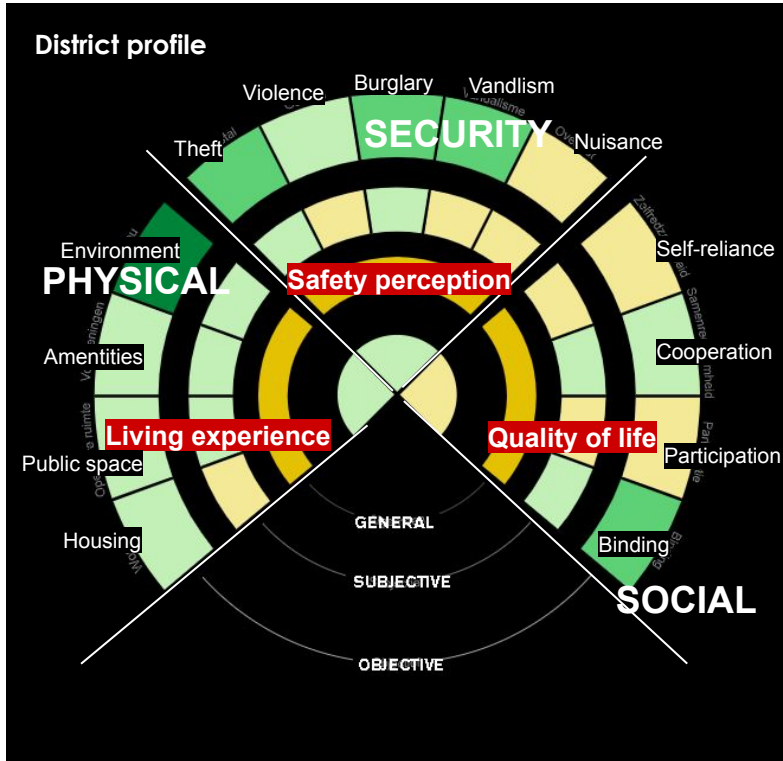 District profile
Burglary
Vandlism
Violence
SECURITY
Theft
Nuisance
Environment
PHYSICAL
Self-reliance
Safety perception
Amentities
Cooperation
Living experience
Quality of life
Public space
Participation
Housing
Binding
GENERAL
SUBJECTIVE
SOCIAL
OBJECTIVE